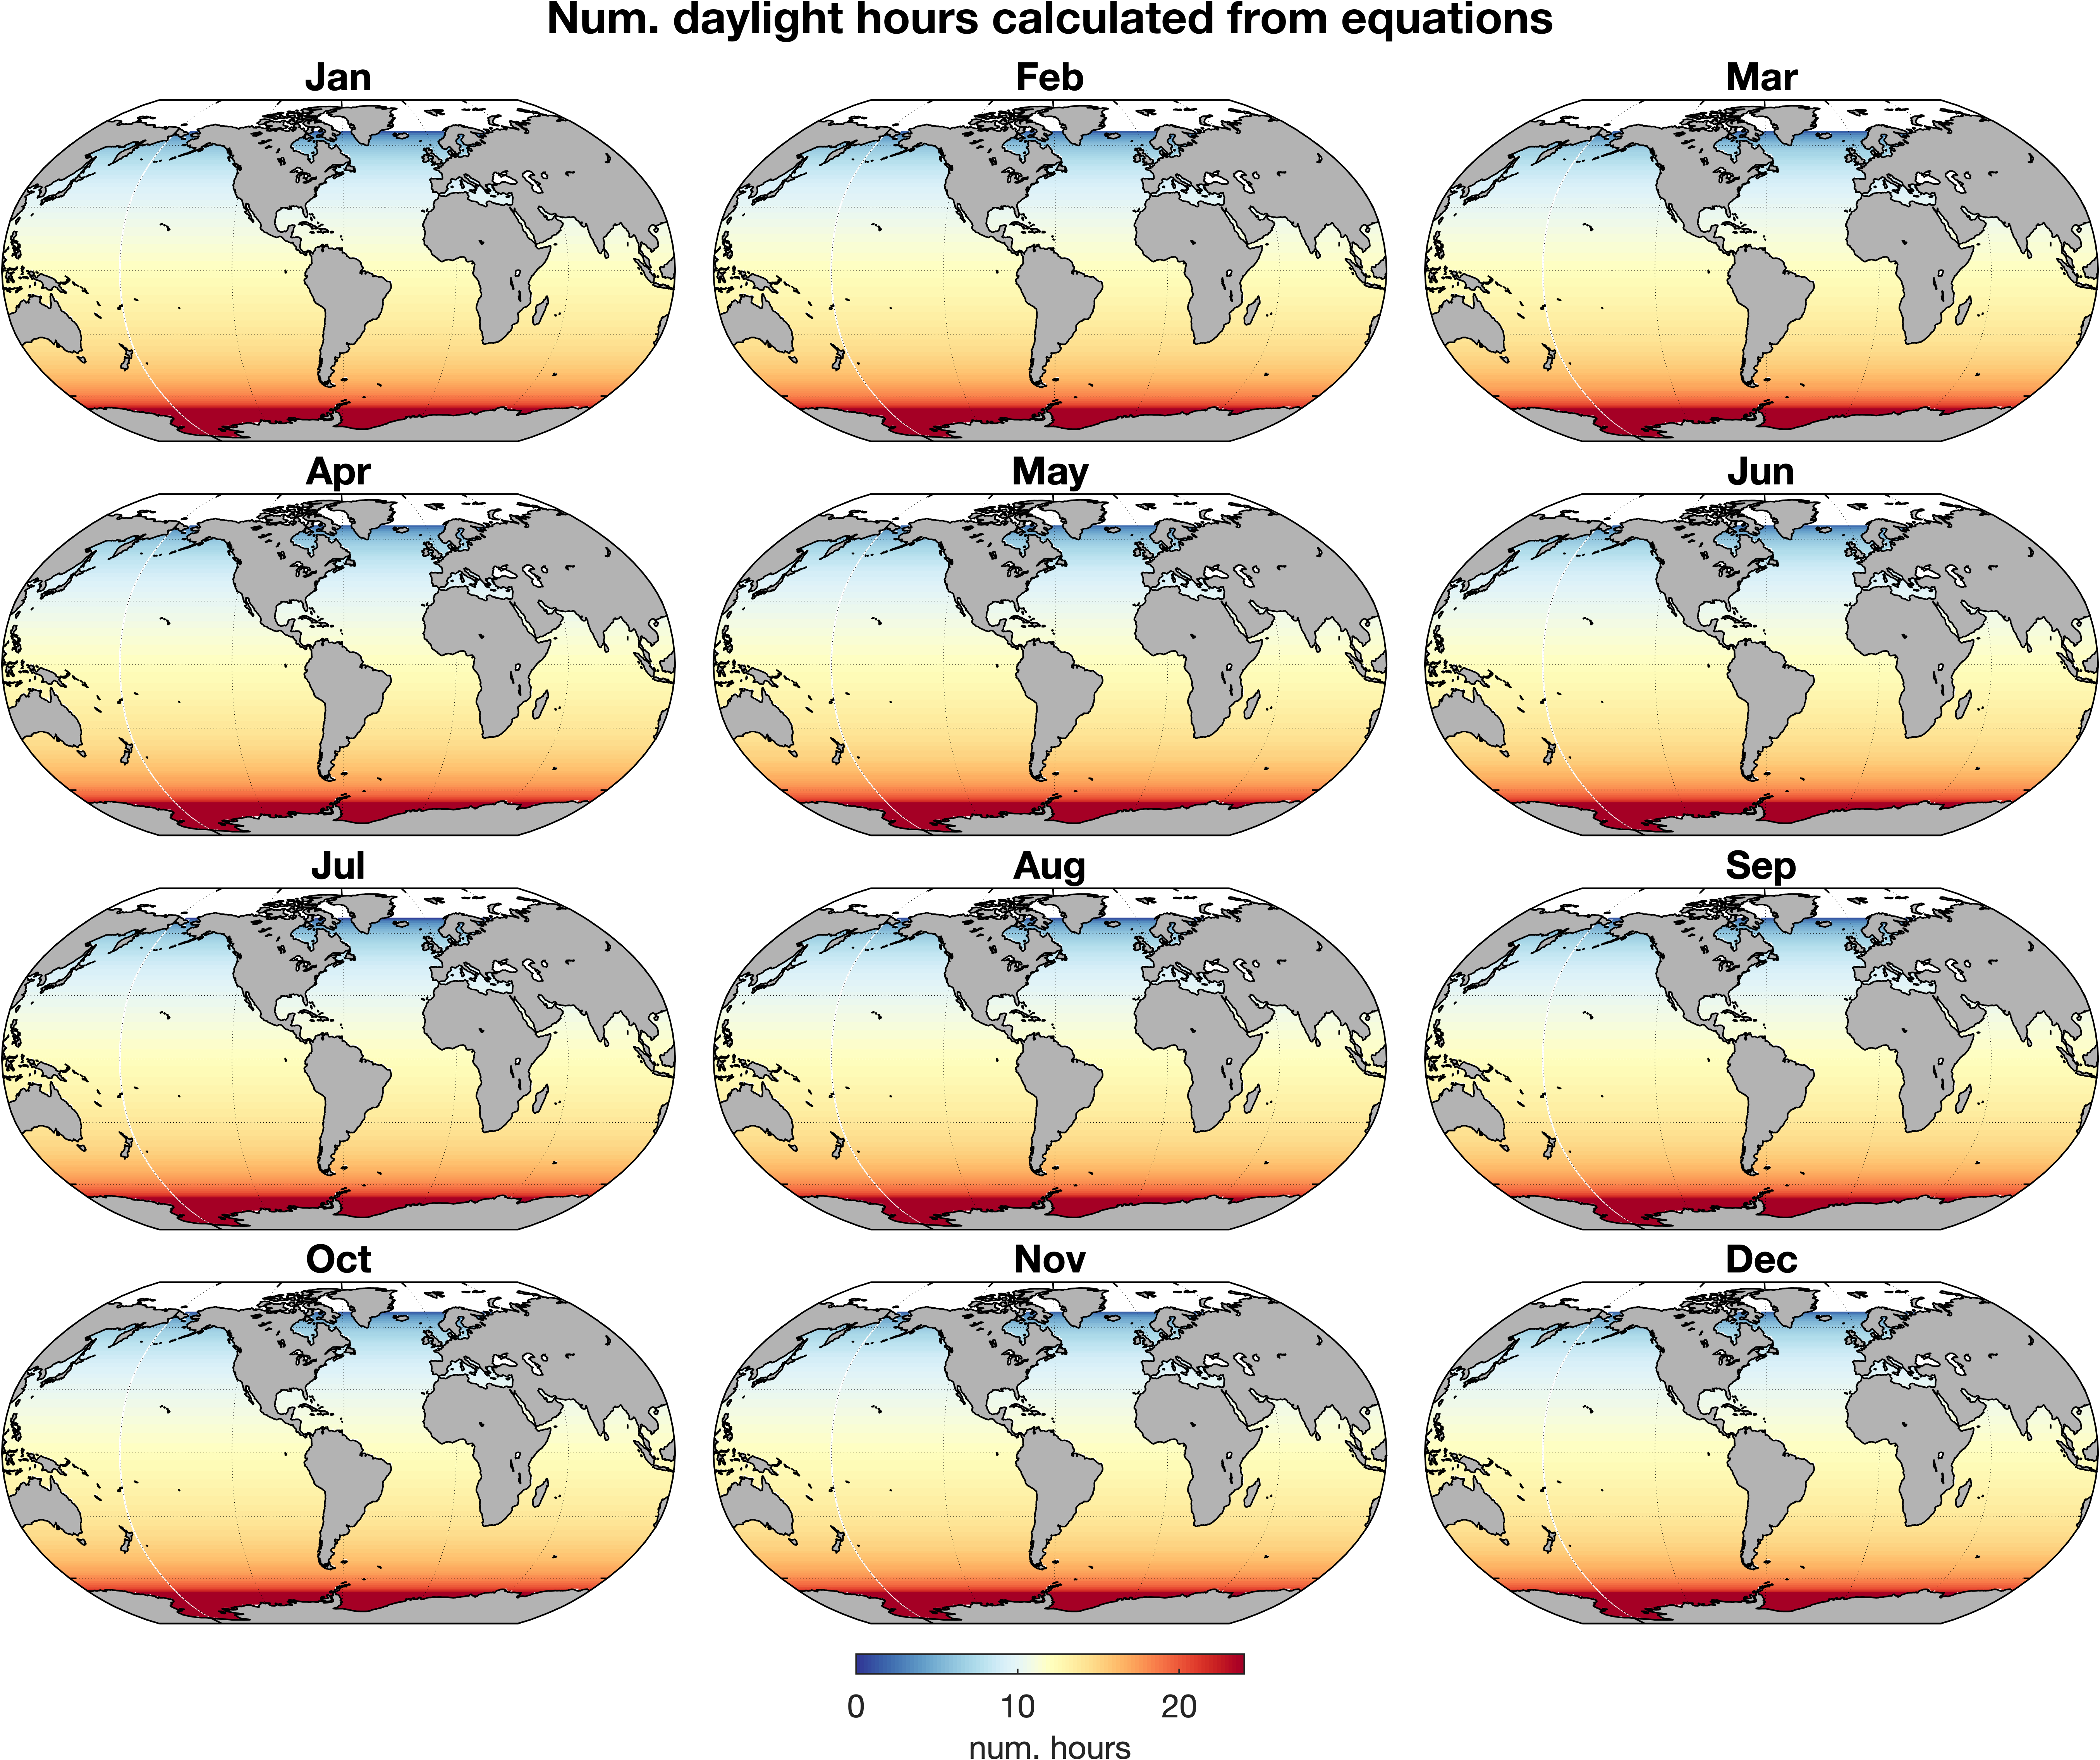 Num. daylight hours calculated from equations
Jan Feb Mar
Apr May Jun
Jul Aug Sep
Oct Nov Dec
0 10 20
num. hours